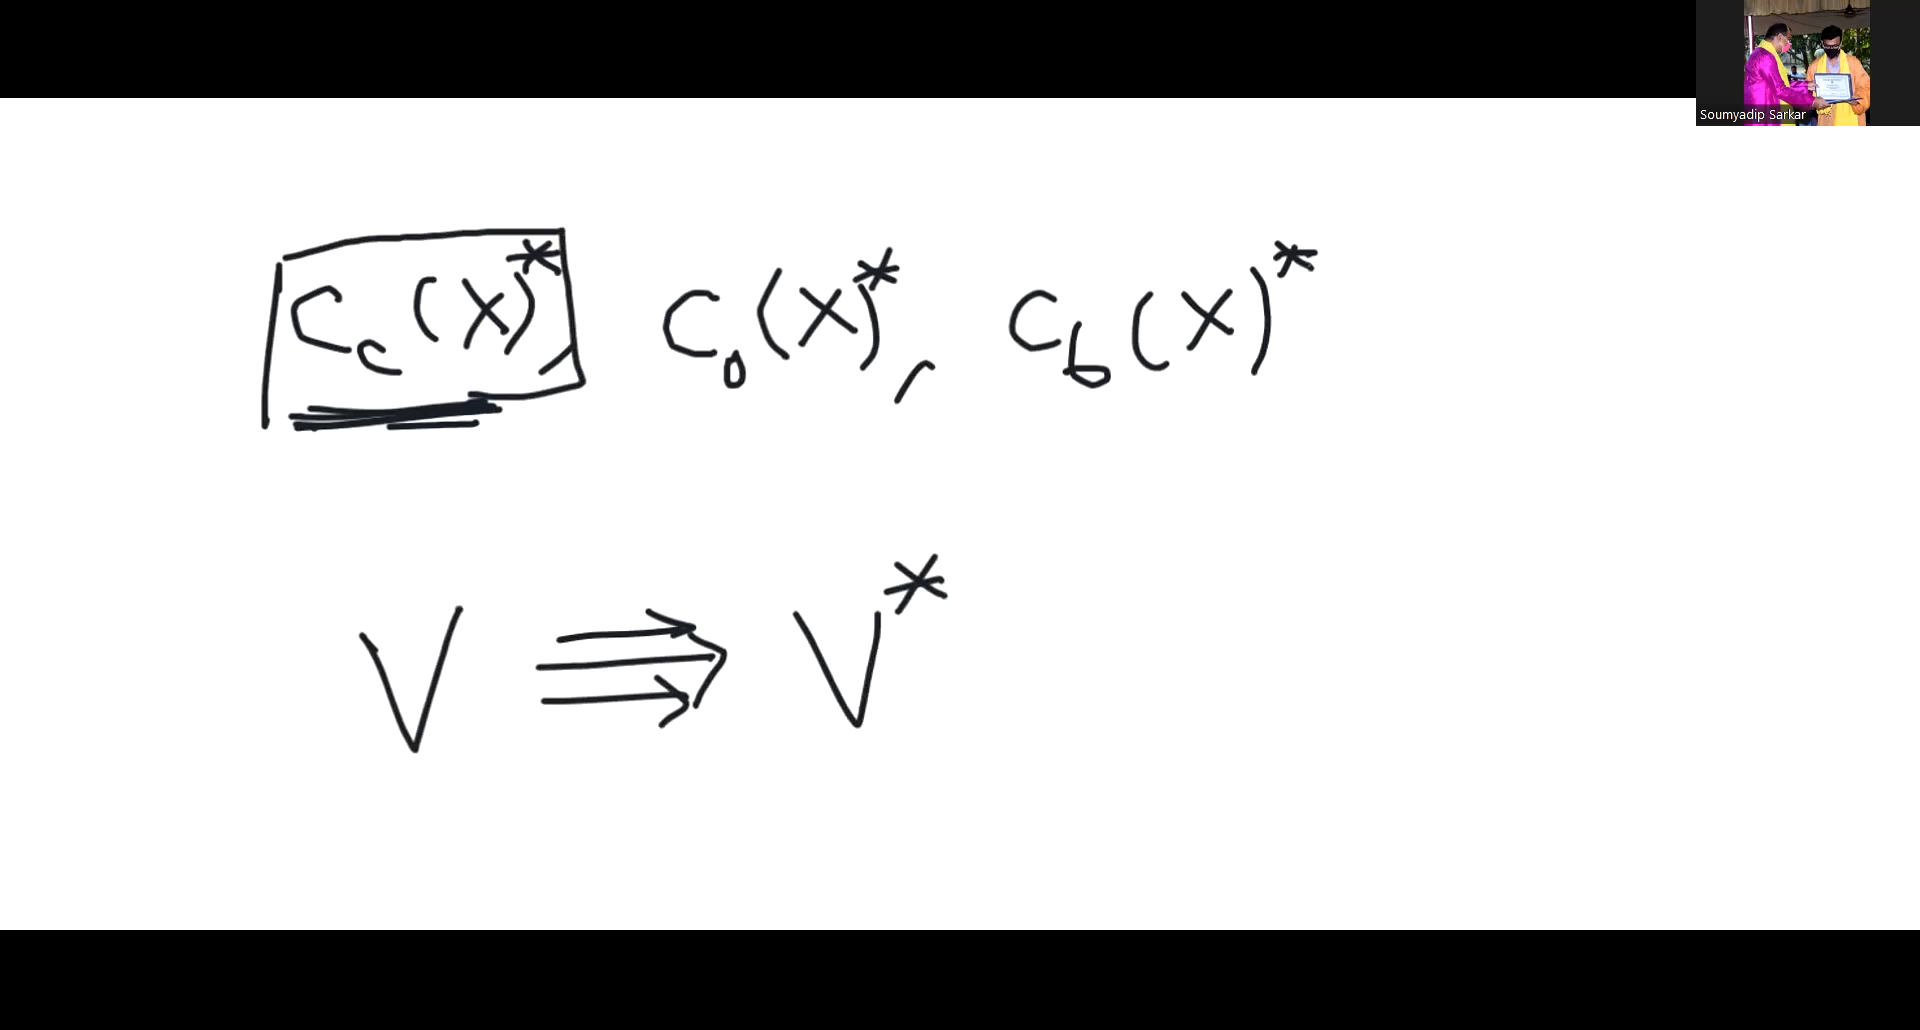 Soumyadip Sarkar
C_c(X)^*, C_0(X)^*, C_b(X)^*
V ⇛ V^*